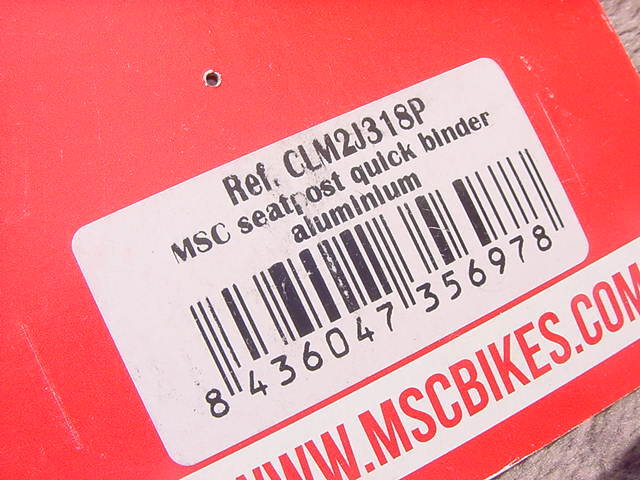 Ref. CLM2J318P
MSC seatpost quick binder
aluminium
8 436047 356978
WWW.MSCBIKES.COM